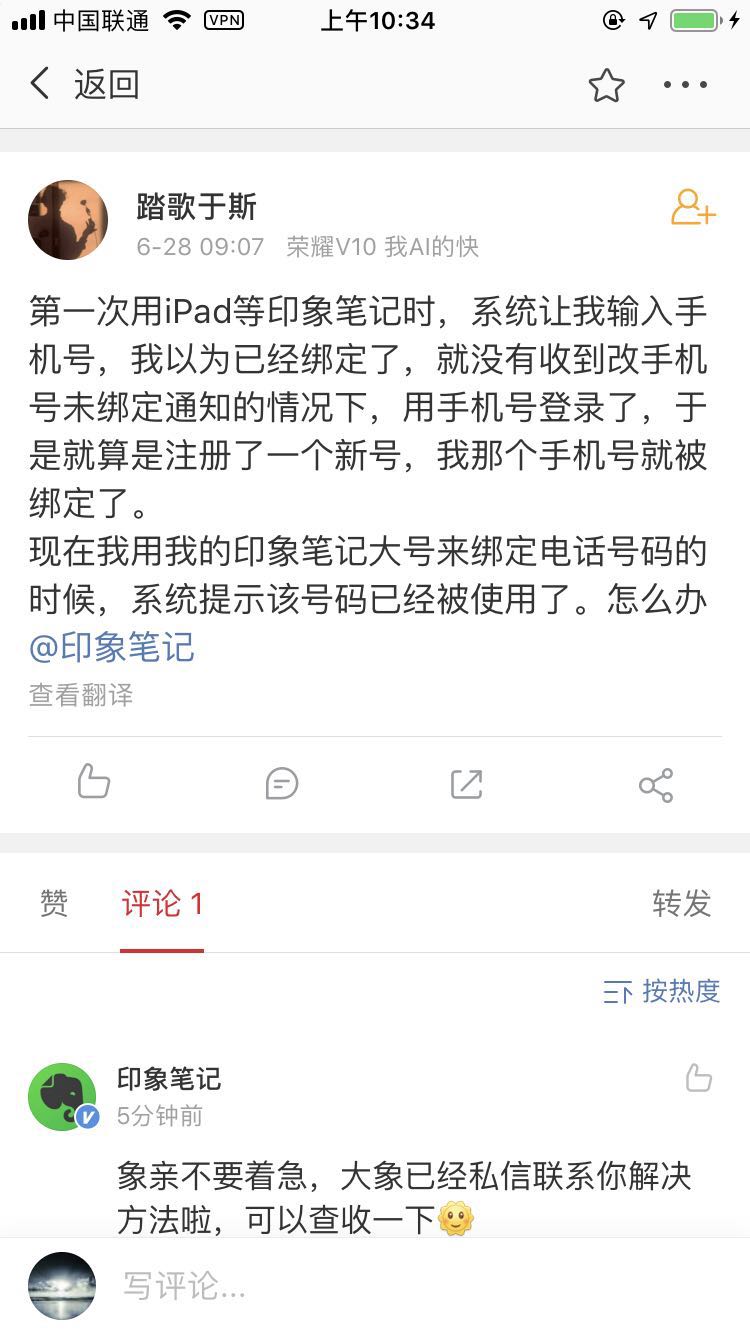 中国联通 VPN 上午10:34
返回
踏歌于斯
6-28 09:07 荣耀V10 我AI的快
第一次用iPad等印象笔记时，系统让我输入手
机号，我以为已经绑定了，就没有收到改手机
号未绑定通知的情况下，用手机号登录了，于
是就算是注册了一个新号，我那个手机号就被
绑定了。
现在我用我的印象笔记大号来绑定电话号码的
时候，系统提示该号码已经被使用了。怎么办
@印象笔记
查看翻译
赞 评论 1 转发
按热度
印象笔记
5分钟前
象亲不要着急，大象已经私信联系你解决
方法啦，可以查收一下
写评论...